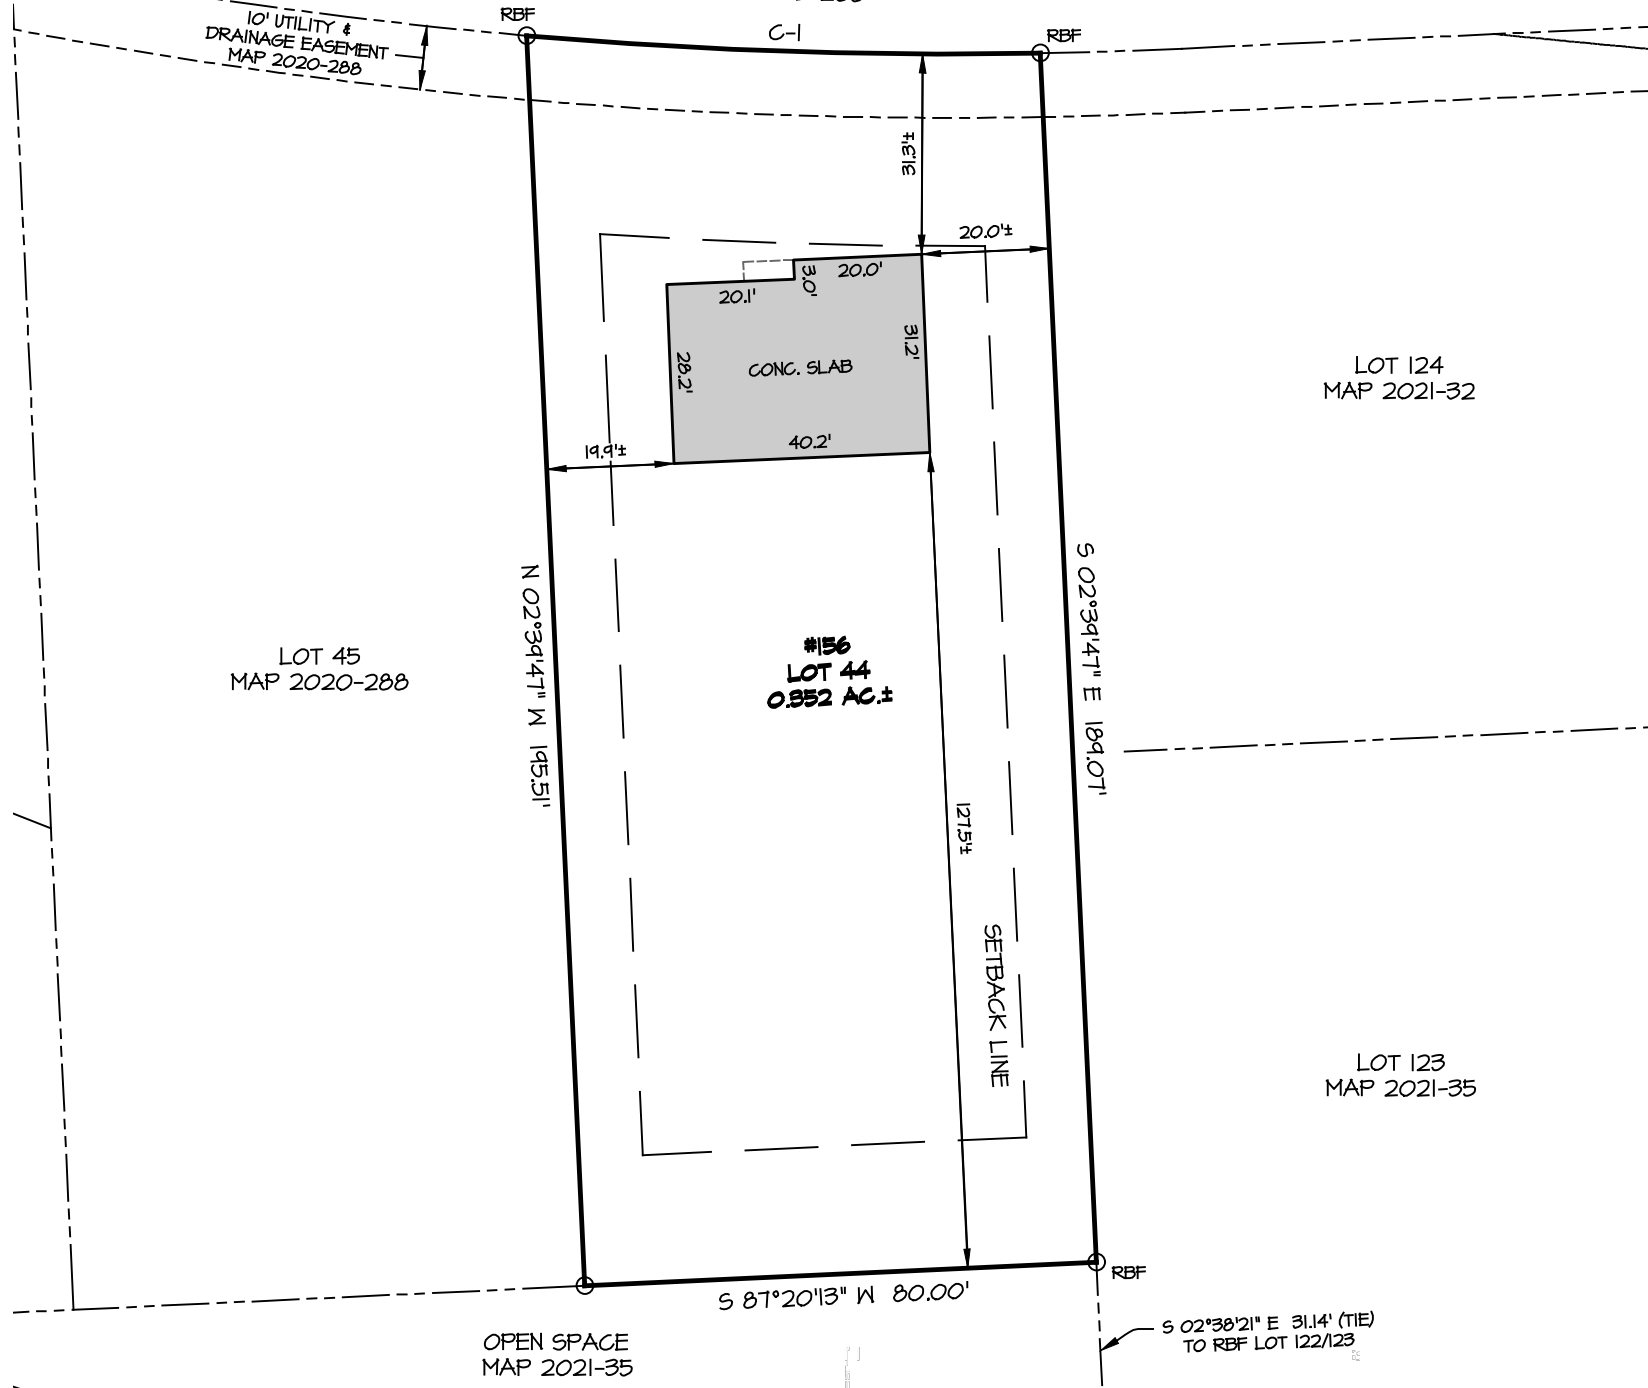 RBF
C-1
RBF
10' UTILITY &
DRAINAGE EASEMENT
MAP 2020-288
31.3'±
20.0'±
20.0'
3.0'
20.1'
31.2'
28.2'
CONC. SLAB
40.2'
19.9'±
LOT 124
MAP 2021-32
N 02°39'47" W 195.51'
S 02°39'47" E 189.07'
#156
LOT 44
0.352 AC.±
LOT 45
MAP 2020-288
127.5'±
SETBACK LINE
LOT 123
MAP 2021-35
RBF
S 87°20'13" W 80.00'
S 02°38'21" E 31.14' (TIE)
TO RBF LOT 122/123
OPEN SPACE
MAP 2021-35